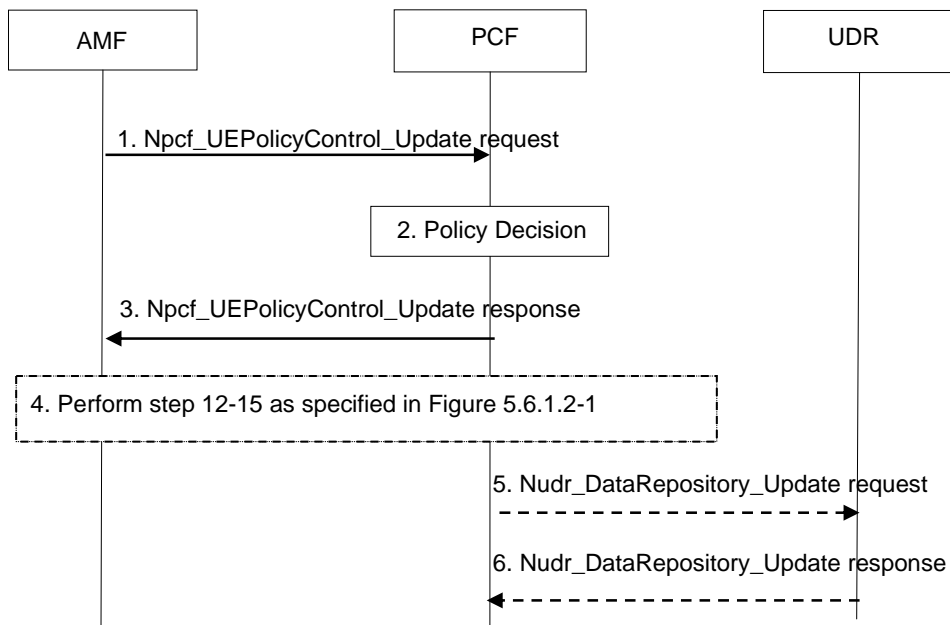 AMF
PCF
UDR
1. Npcf_UEPolicyControl_Update request
2. Policy Decision
3. Npcf_UEPolicyControl_Update response
4. Perform step 12-15 as specified in Figure 5.6.1.2-1
5. Nudr_DataRepository_Update request
6. Nudr_DataRepository_Update response